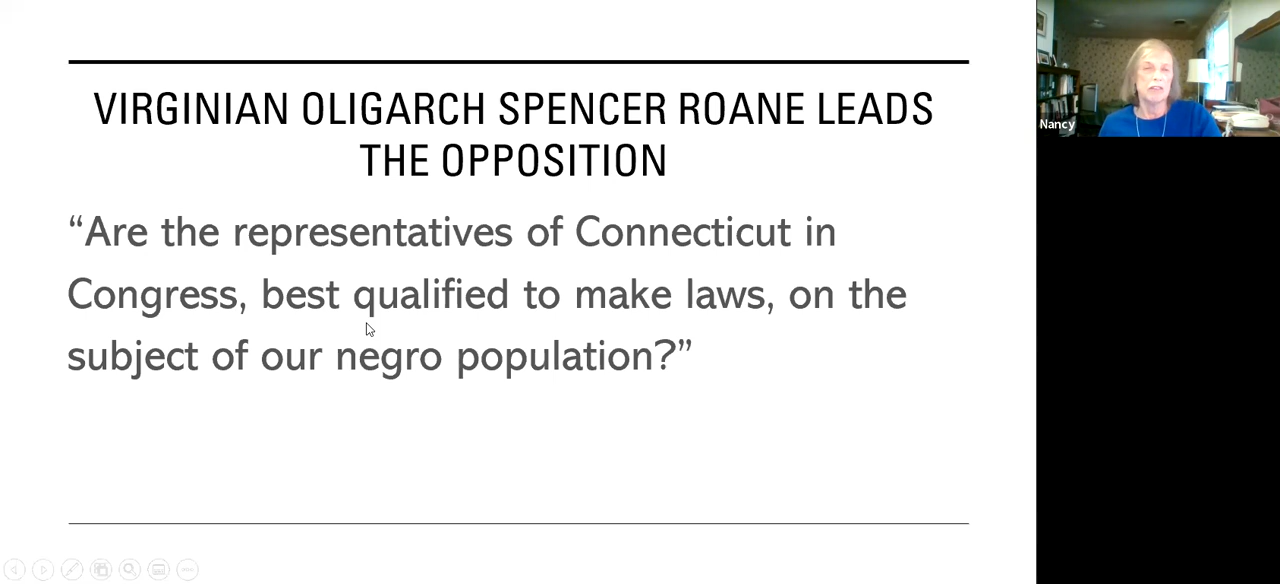 VIRGINIAN OLIGARCH SPENCER ROANE LEADS
THE OPPOSITION
“Are the representatives of Connecticut in
Congress, best qualified to make laws, on the
subject of our negro population?”
Nancy